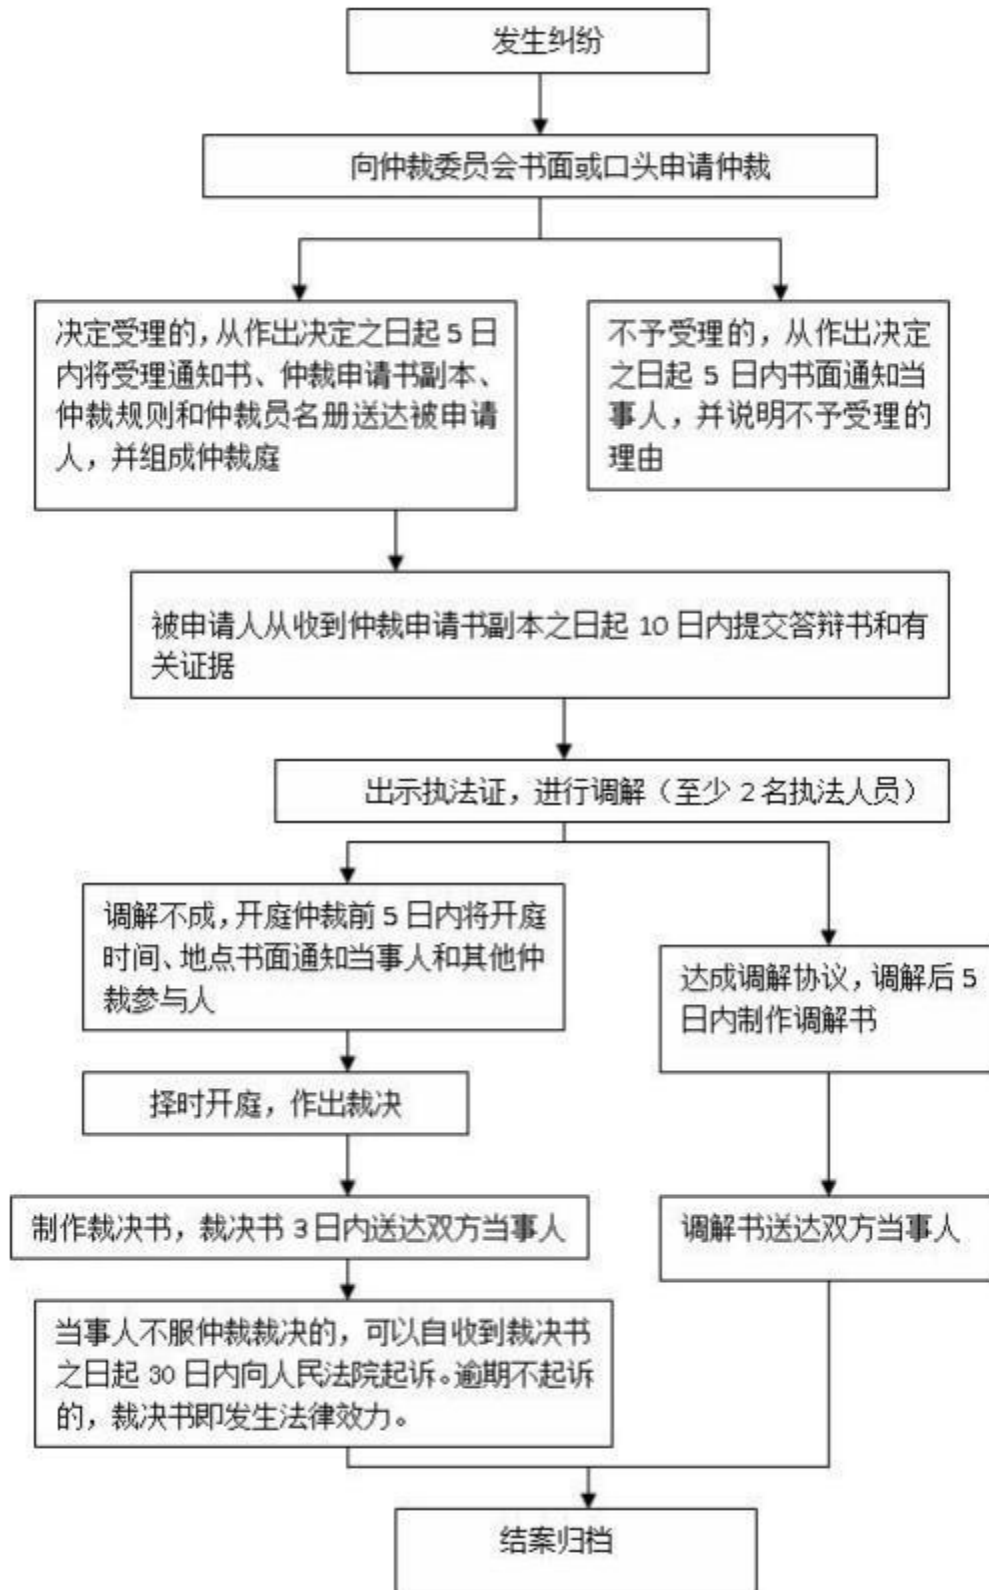 发生纠纷
向仲裁委员会书面或口头申请仲裁
决定受理的，从作出决定之日起 5 日
内将受理通知书、仲裁申请书副本、
仲裁规则和仲裁员名册送达被申请
人，并组成仲裁庭
不予受理的，从作出决定
之日起 5 日内书面通知当
事人，并说明不予受理的
理由
被申请人从收到仲裁申请书副本之日起 10 日内提交答辩书和有
关证据
出示执法证，进行调解（至少 2 名执法人员）
调解不成，开庭仲裁前 5 日内将开庭
时间、地点书面通知当事人和其他仲
裁参与人
达成调解协议，调解后 5
日内制作调解书
择时开庭，作出裁决
制作裁决书，裁决书 3 日内送达双方当事人
调解书送达双方当事人
当事人不服仲裁裁决的，可以自收到裁决书
之日起 30 日内向人民法院起诉。逾期不起诉
的，裁决书即发生法律效力。
结案归档